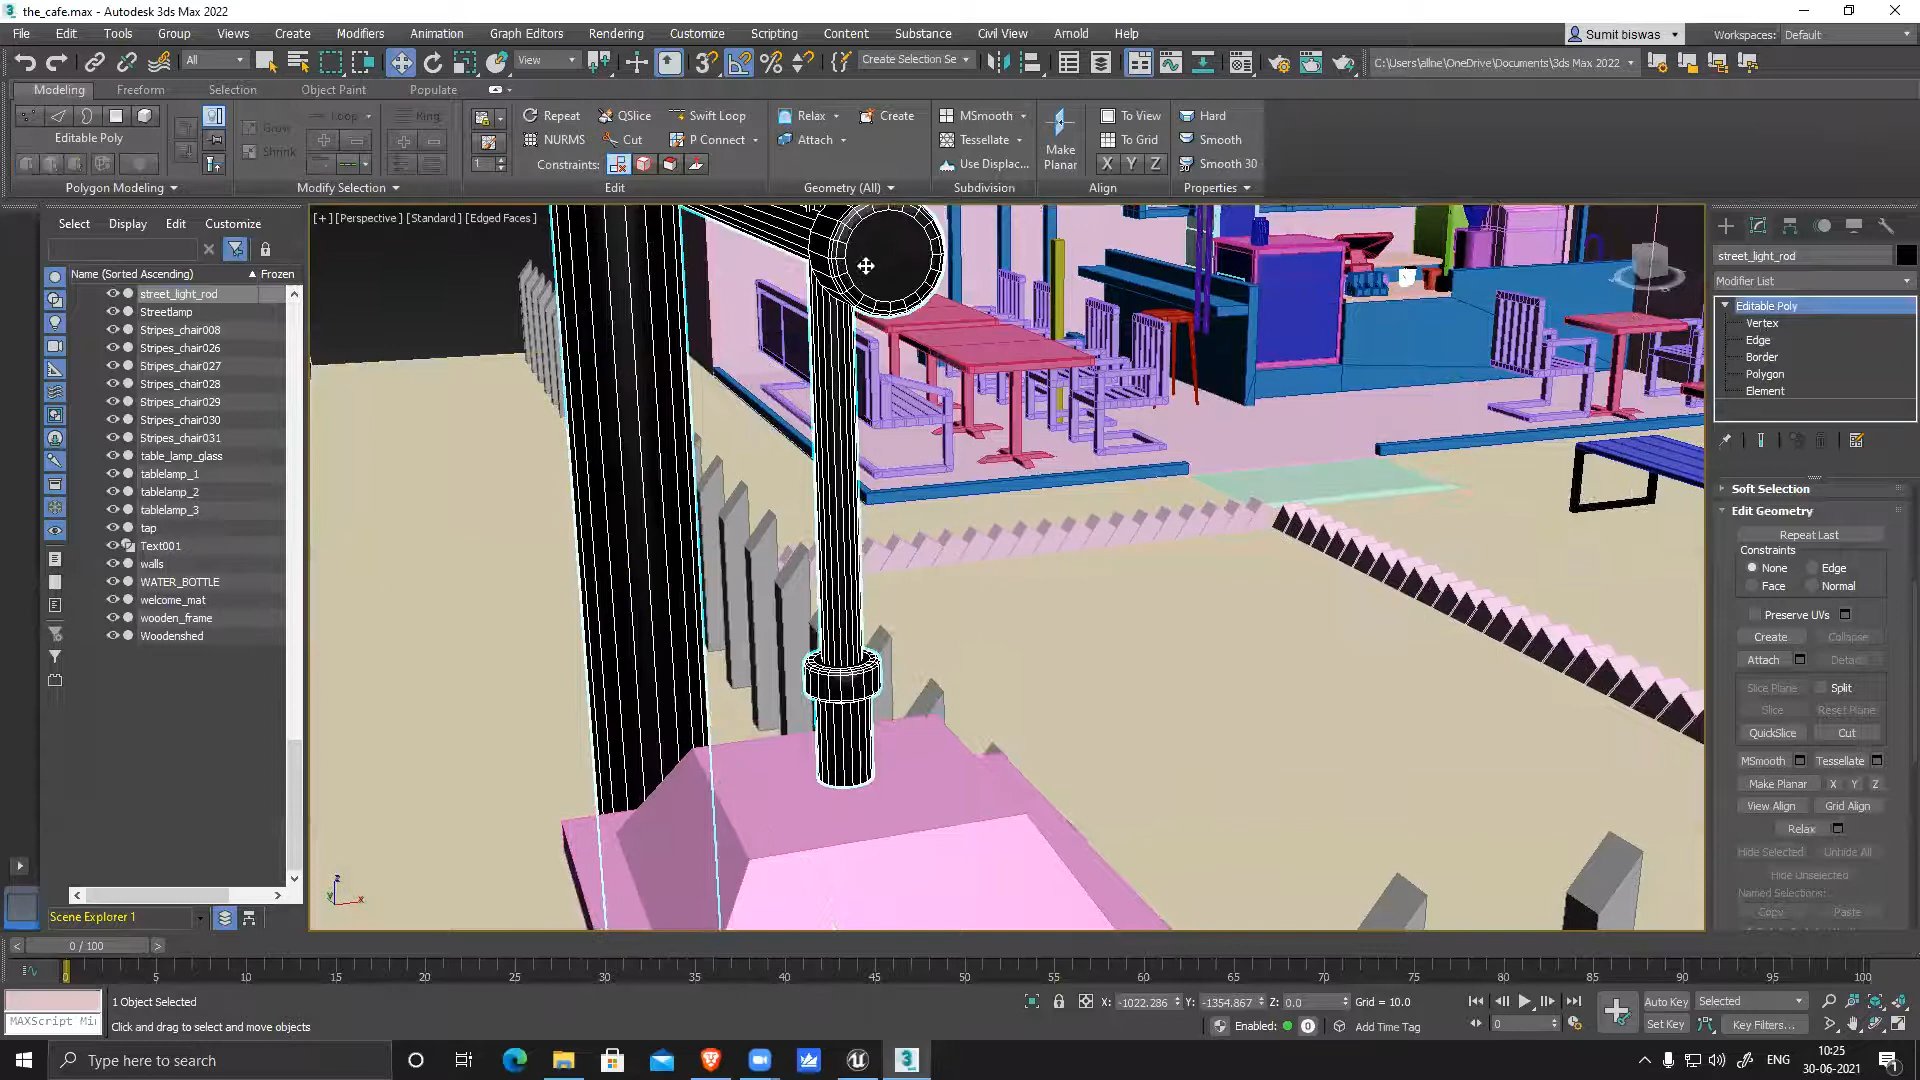 the_cafe.max - Autodesk 3ds Max 2022
File Edit Tools Group Views Create Modifiers Animation Graph Editors Rendering Customize Scripting Content Substance Civil View Arnold Help Sumit biswas Workspaces: Default
All View Create Selection Se C:\Users\allne\OneDrive\Documents\3ds Max 2022
Modeling Freeform Selection Object Paint Populate
Loop Ring Repeat QSlice Swift Loop Relax Create MSmooth To View Hard
Editable Poly Grow NURMS Cut P Connect Attach Tessellate Make Planar To Grid Smooth
Shrink 1 Constraints: Use Displac... X Y Z Smooth 30
Polygon Modeling Modify Selection Edit Geometry (All) Subdivision Align Properties
Select Display Edit Customize
[+] [Perspective] [Standard] [Edged Faces]
Name (Sorted Ascending) Frozen
street_light_rod
Streetlamp
Stripes_chair008
Stripes_chair026
Stripes_chair027
Stripes_chair028
Stripes_chair029
Stripes_chair030
Stripes_chair031
table_lamp_glass
tablelamp_1
tablelamp_2
tablelamp_3
tap
Text001
walls
WATER_BOTTLE
welcome_mat
wooden_frame
Woodenshed
Scene Explorer 1
z
y x
street_light_rod
Modifier List
Editable Poly
Vertex
Edge
Border
Polygon
Element
Soft Selection
Edit Geometry
Repeat Last
Constraints
None Edge
Face Normal
Preserve UVs
Create Collapse
Attach Detach
Slice Plane Split
Slice Reset Plane
QuickSlice Cut
MSmooth Tessellate
Make Planar X Y Z
View Align Grid Align
Relax
Hide Selected Unhide All
Hide Unselected
Named Selections:
Copy Paste
< 0 / 100 >
0 5 10 15 20 25 30 35 40 45 50 55 60 65 70 75 80 85 90 95 100
1 Object Selected X: -1022.286 Y: -1354.867 Z: 0.0 Grid = 10.0 Auto Key Selected
MAXScript Mi Click and drag to select and move objects Enabled: 0 Add Time Tag 0 Set Key Key Filters...
Type here to search ENG 10:25
30-06-2021